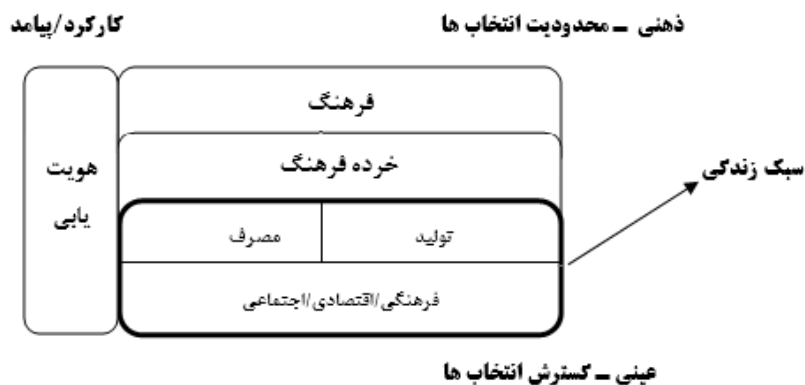 ذهنی – محدودیت انتخاب ها
کارکرد/پیامد
فرهنگ
خرده فرهنگ
هویت
یابی
سبک زندگی
تولید
مصرف
فرهنگی/اقتصادی/اجتماعی
عینی – گسترش انتخاب ها